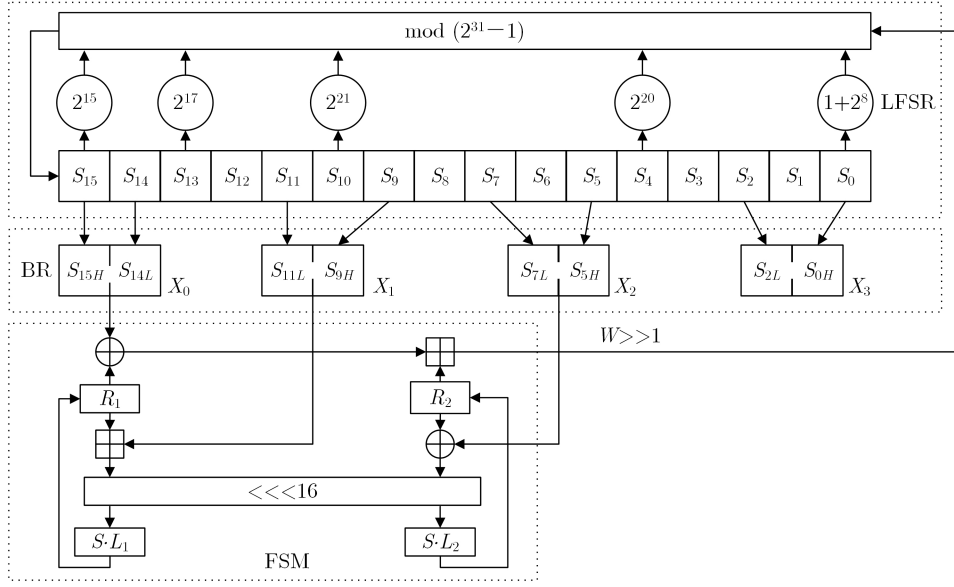 mod (2³¹−1)
2¹⁵ 2¹⁷ 2²¹ 2²⁰ 1+2⁸ LFSR
S₁₅ S₁₄ S₁₃ S₁₂ S₁₁ S₁₀ S₉ S₈ S₇ S₆ S₅ S₄ S₃ S₂ S₁ S₀
BR S₁₅H S₁₄L X₀ S₁₁L S₉H X₁ S₇L S₅H X₂ S₂L S₀H X₃
W>>1
R₁ R₂
<<<16
S·L₁ S·L₂
FSM